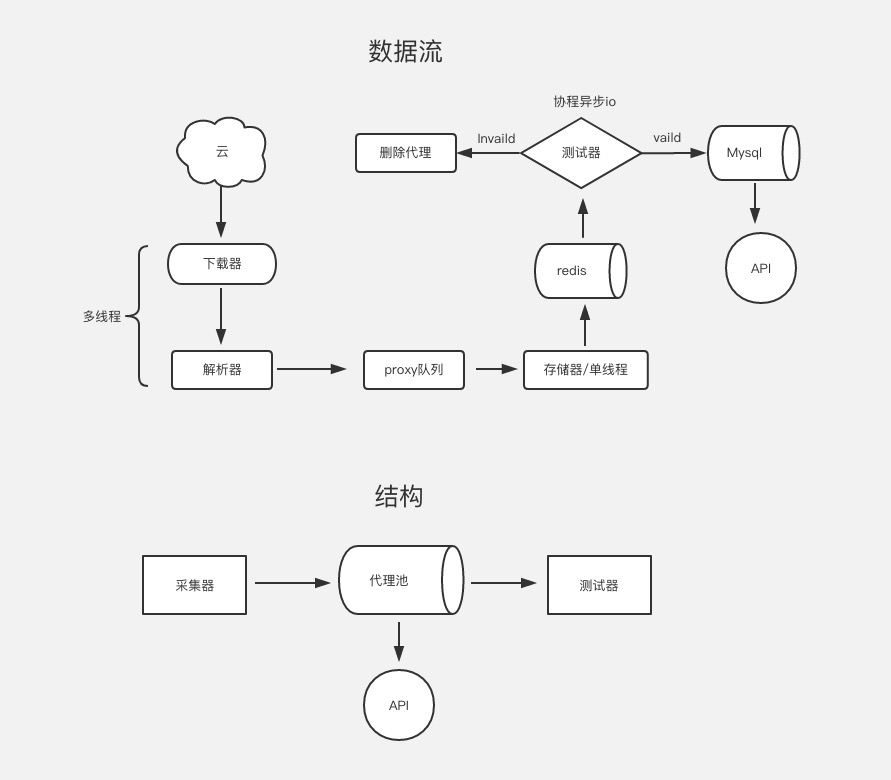 数据流
协程异步io
云
删除代理
Invaild
测试器
vaild
Mysql
下载器
redis
API
多线程
解析器
proxy队列
存储器/单线程
结构
采集器
代理池
测试器
API